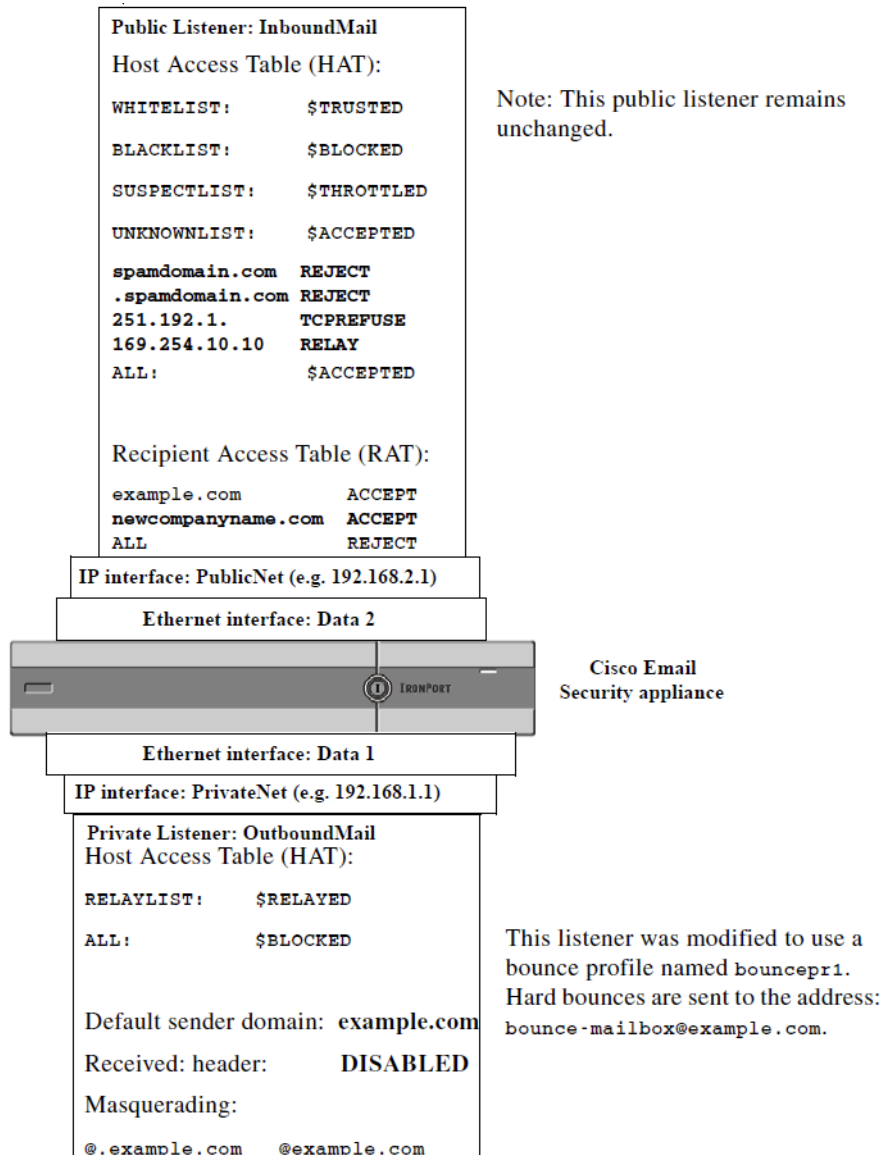 Public Listener: InboundMail
Host Access Table (HAT):
WHITELIST: $TRUSTED
BLACKLIST: $BLOCKED
SUSPECTLIST: $THROTTLED
UNKNOWNLIST: $ACCEPTED
spamdomain.com REJECT
.spamdomain.com REJECT
251.192.1. TCPREFUSE
169.254.10.10 RELAY
ALL: $ACCEPTED
Recipient Access Table (RAT):
example.com ACCEPT
newcompanyname.com ACCEPT
ALL REJECT
Note: This public listener remains
unchanged.
IP interface: PublicNet (e.g. 192.168.2.1)
Ethernet interface: Data 2
IRONPORT
Cisco Email
Security appliance
Ethernet interface: Data 1
IP interface: PrivateNet (e.g. 192.168.1.1)
Private Listener: OutboundMail
Host Access Table (HAT):
RELAYLIST: $RELAYED
ALL: $BLOCKED
Default sender domain: example.com
Received: header: DISABLED
Masquerading:
@.example.com @example.com
This listener was modified to use a
bounce profile named bouncepr1.
Hard bounces are sent to the address:
bounce-mailbox@example.com.